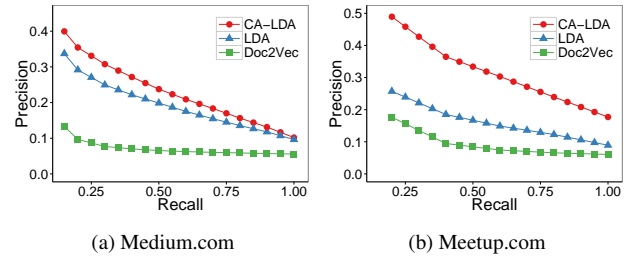 CA-LDA
LDA
Doc2Vec
Precision
0.4
0.3
0.2
0.1
0.0
0.25
0.50
0.75
1.00
Recall
(a) Medium.com
CA-LDA
LDA
Doc2Vec
Precision
0.5
0.4
0.3
0.2
0.1
0.0
0.25
0.50
0.75
1.00
Recall
(b) Meetup.com